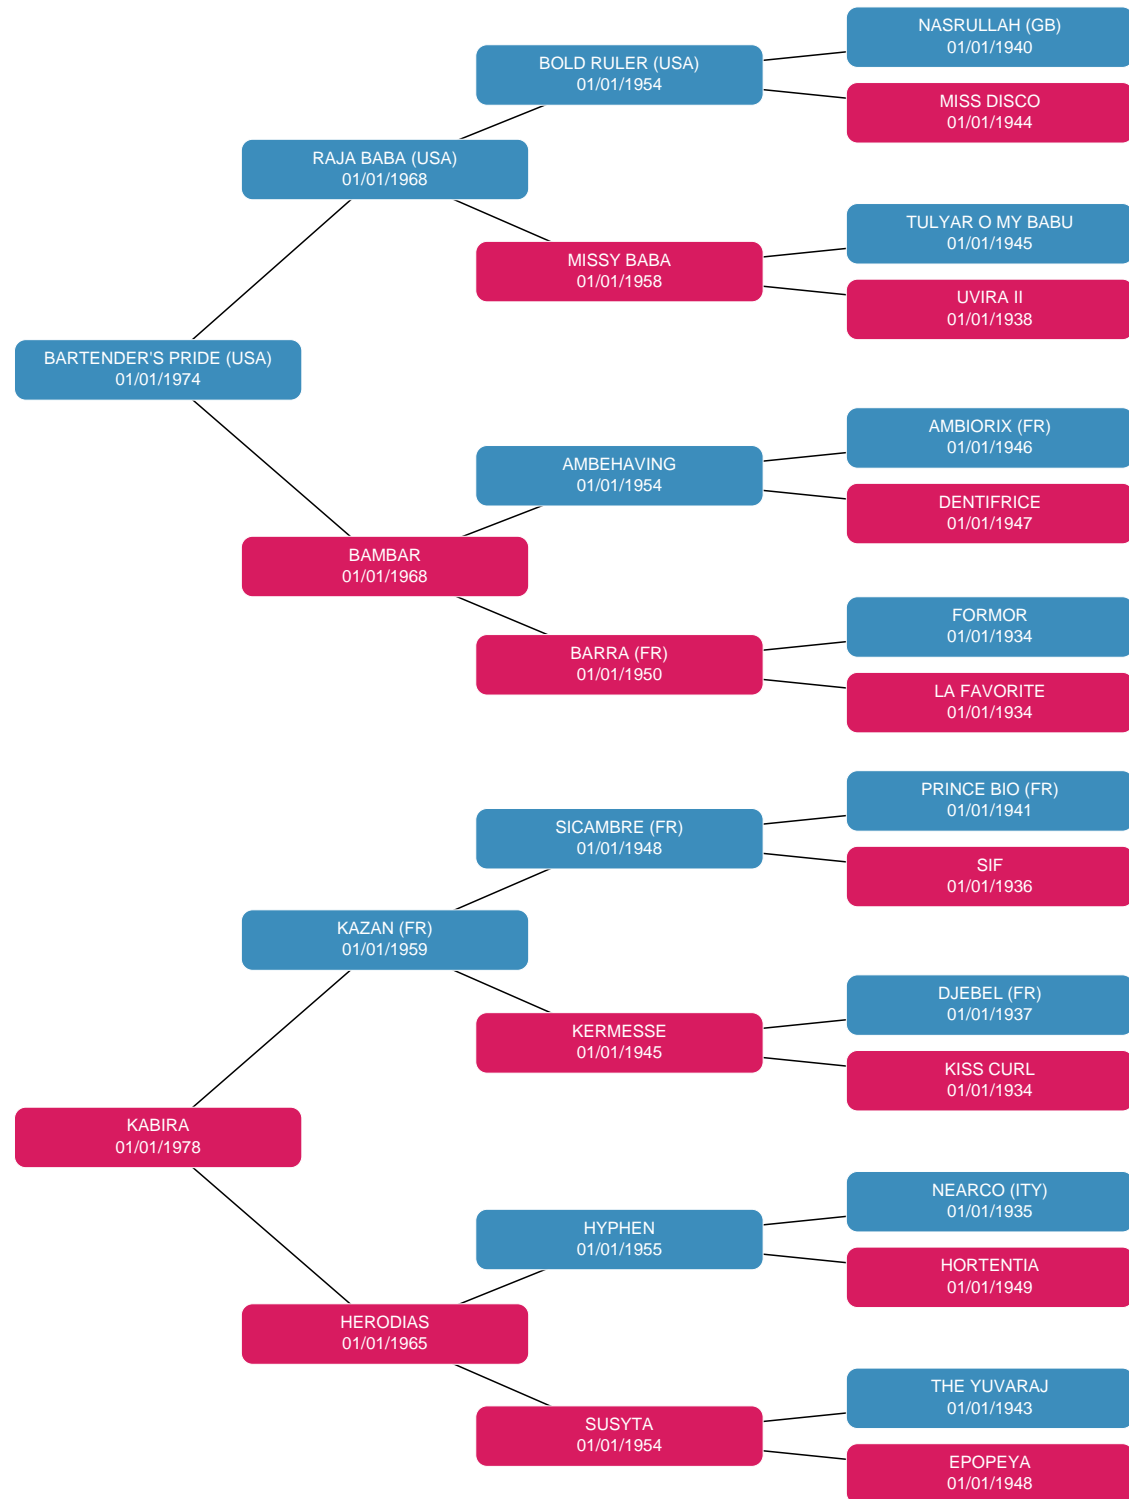 NASRULLAH (GB)
01/01/1940
BOLD RULER (USA)
01/01/1954
MISS DISCO
01/01/1944
RAJA BABA (USA)
01/01/1968
TULYAR O MY BABU
01/01/1945
MISSY BABA
01/01/1958
UVIRA II
01/01/1938
BARTENDER'S PRIDE (USA)
01/01/1974
AMBIORIX (FR)
01/01/1946
AMBEHAVING
01/01/1954
DENTIFRICE
01/01/1947
BAMBAR
01/01/1968
FORMOR
01/01/1934
BARRA (FR)
01/01/1950
LA FAVORITE
01/01/1934
PRINCE BIO (FR)
01/01/1941
SICAMBRE (FR)
01/01/1948
SIF
01/01/1936
KAZAN (FR)
01/01/1959
DJEBEL (FR)
01/01/1937
KERMESSE
01/01/1945
KISS CURL
01/01/1934
KABIRA
01/01/1978
NEARCO (ITY)
01/01/1935
HYPHEN
01/01/1955
HORTENTIA
01/01/1949
HERODIAS
01/01/1965
THE YUVARAJ
01/01/1943
SUSYTA
01/01/1954
EPOPEYA
01/01/1948